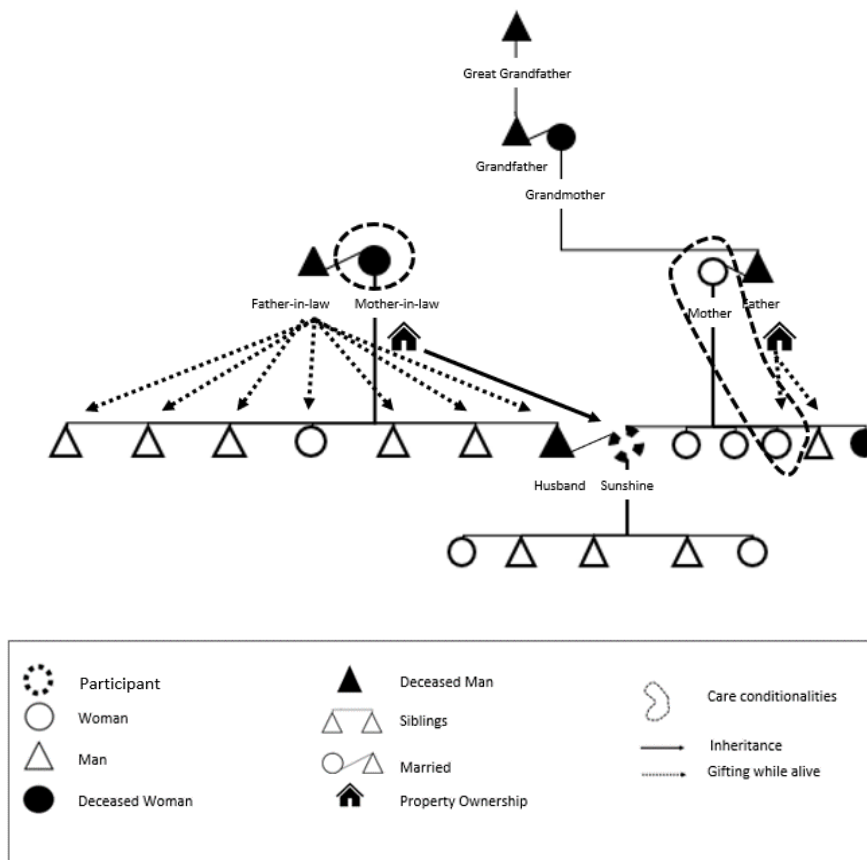 Great Grandfather
Grandfather
Grandmother
Father-in-law
Mother-in-law
Mother
Father
Husband
Sunshine
Participant
Woman
Man
Deceased Woman
Deceased Man
Siblings
Married
Property Ownership
Care conditionalities
Inheritance
Gifting while alive